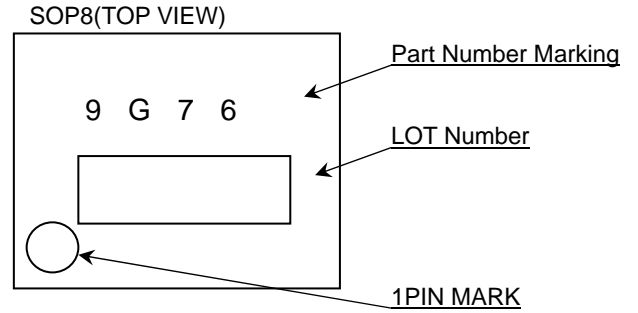 SOP8(TOP VIEW)
Part Number Marking
9 G 7 6
LOT Number
1PIN MARK